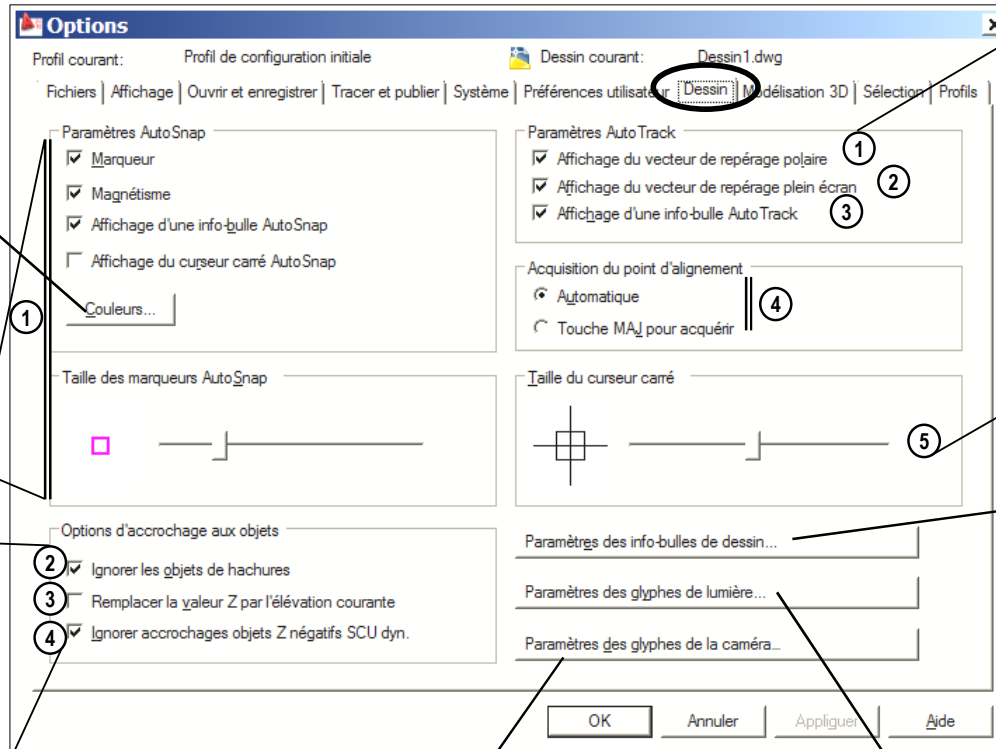 Options
Profil courant: Profil de configuration initiale Dessin courant: Dessin1.dwg
Fichiers Affichage Ouvrir et enregistrer Tracer et publier Système Préférences utilisateur Dessin Modélisation 3D Sélection Profils
Paramètres AutoSnap
Marqueur
Magnétisme
Affichage d'une info-bulle AutoSnap
Affichage du curseur carré AutoSnap
Couleurs...
1
Taille des marqueurs AutoSnap
Options d'accrochage aux objets
2 Ignorer les objets de hachures
3 Remplacer la valeur Z par l'élévation courante
4 Ignorer accrochages objets Z négatifs SCU dyn.
Paramètres AutoTrack
Affichage du vecteur de repérage polaire 1
Affichage du vecteur de repérage plein écran 2
Affichage d'une info-bulle AutoTrack 3
Acquisition du point d'alignement
Automatique
4
Touche MAJ pour acquérir
Taille du curseur carré
5
Paramètres des info-bulles de dessin...
Paramètres des glyphes de lumière...
Paramètres des glyphes de la caméra...
OK Annuler Appliquer Aide